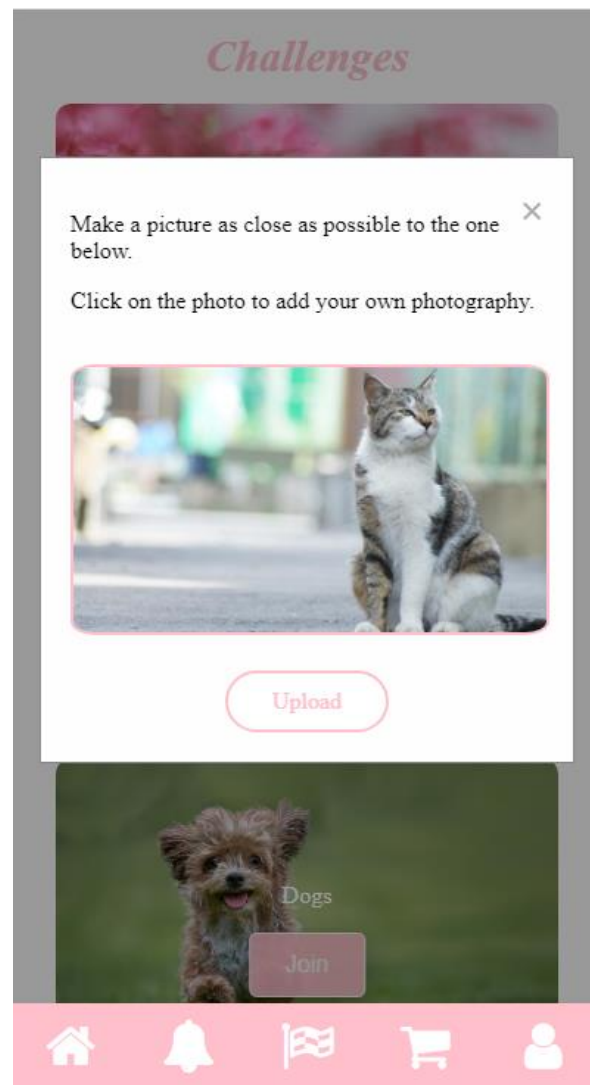 Challenges
×
Make a picture as close as possible to the one
below.
Click on the photo to add your own photography.
Upload
Dogs
Join